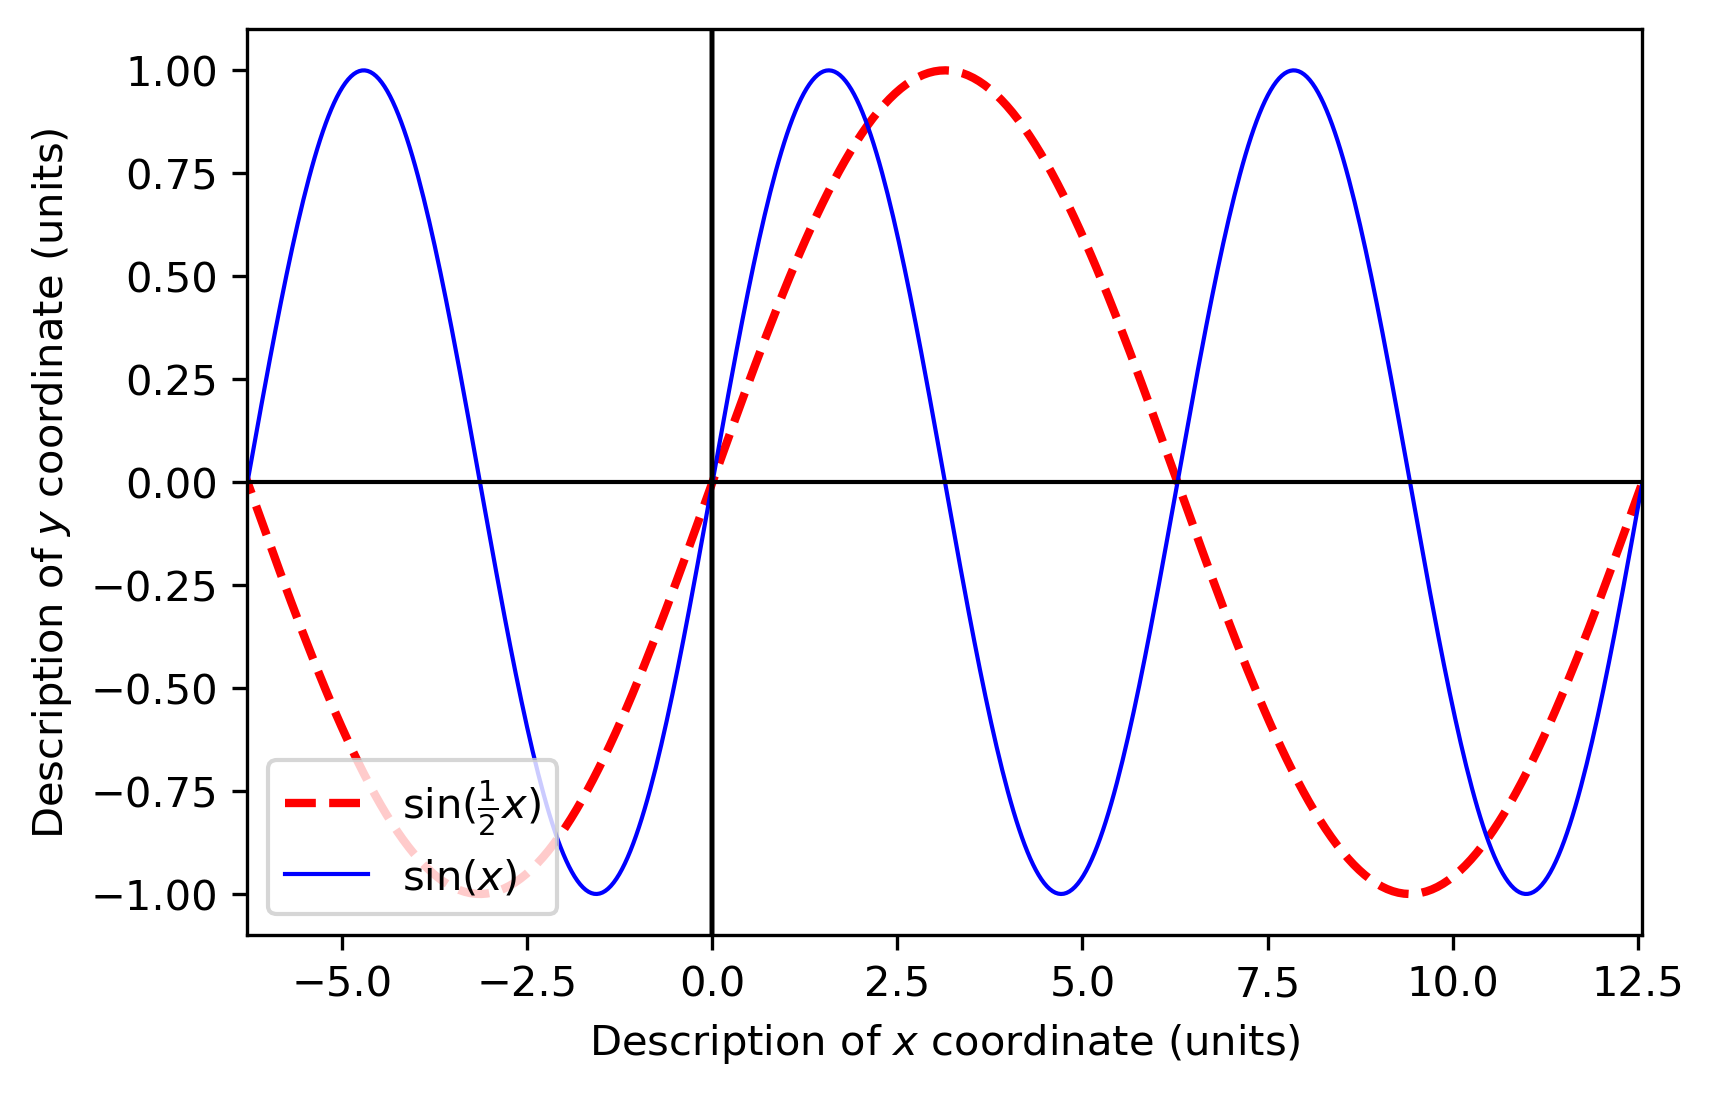 1.00
0.75
0.50
0.25
0.00
−0.25
−0.50
−0.75
−1.00
Description of y coordinate (units)
sin(½x)
sin(x)
−5.0 −2.5 0.0 2.5 5.0 7.5 10.0 12.5
Description of x coordinate (units)